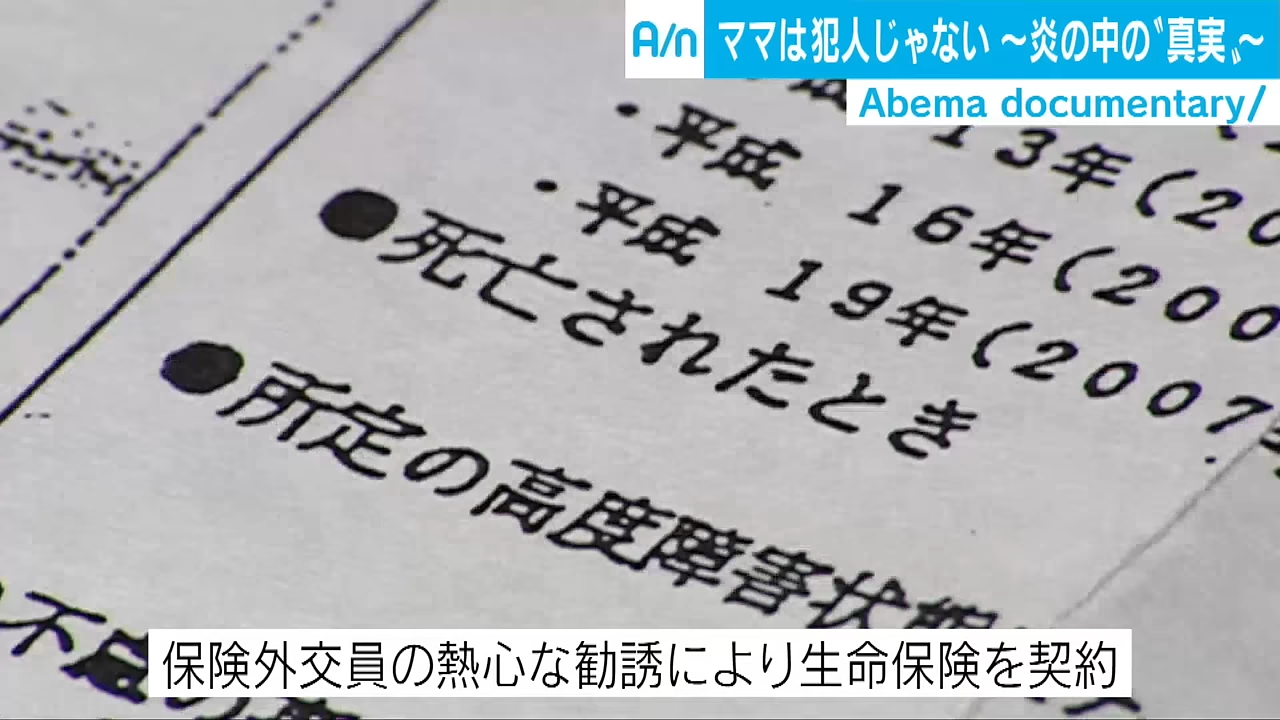 A/n
ママは犯人じゃない ~炎の中の〝真実〟~
Abema documentary/
13年(20
・平成 16年(200
・平成 19年(2007
●死亡されたとき
●所定の高度障害状態
保険外交員の熱心な勧誘により生命保険を契約